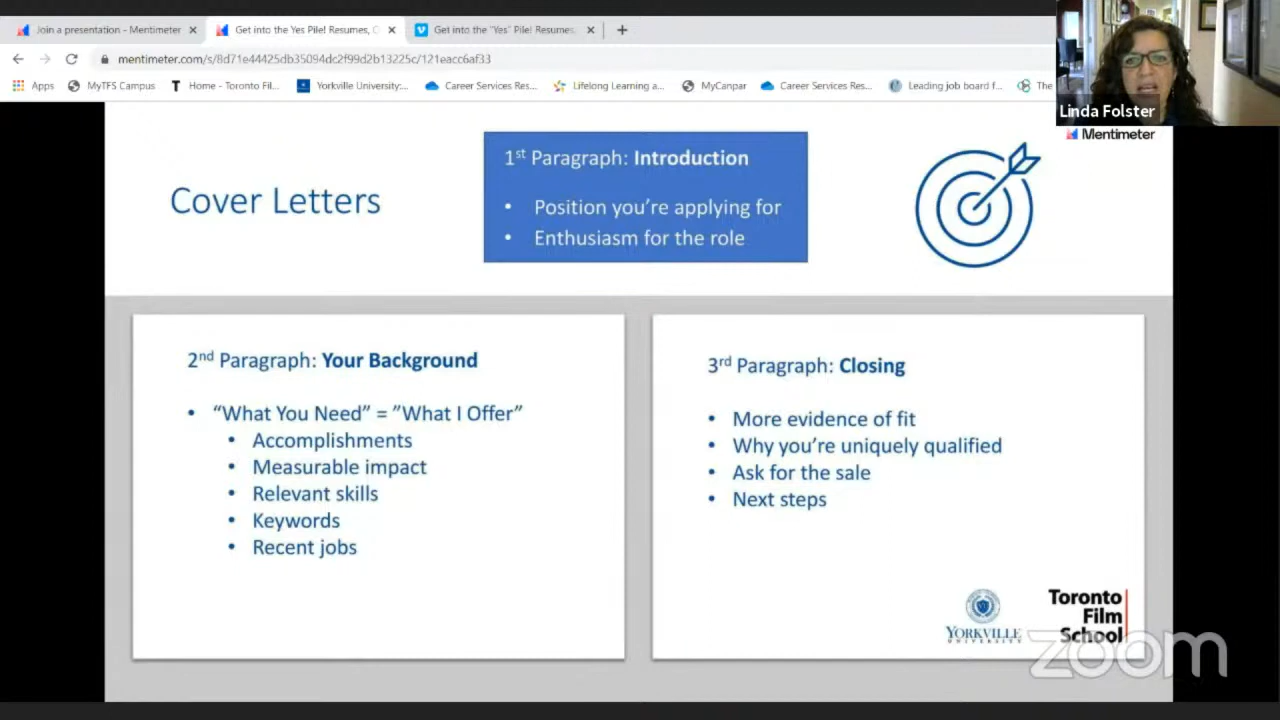 Join a presentation - Mentimeter
Get into the Yes Pile! Resumes, C
Get into the "Yes" Pile! Resumes,
mentimeter.com/s/8d71e44425db35094dc2f99d2b13225c/121eacc6af33
Apps
MyTFS Campus
Home - Toronto Fil...
Yorkville University:...
Career Services Res...
Lifelong Learning a...
MyCanpar
Career Services Res...
Leading job board f...
The
Linda Folster
Mentimeter
Cover Letters
1st Paragraph: Introduction
• Position you're applying for
• Enthusiasm for the role
2nd Paragraph: Your Background
• “What You Need” = ”What I Offer”
• Accomplishments
• Measurable impact
• Relevant skills
• Keywords
• Recent jobs
3rd Paragraph: Closing
• More evidence of fit
• Why you're uniquely qualified
• Ask for the sale
• Next steps
YORKVILLE
UNIVERSITY
Toronto
Film
School
zoom